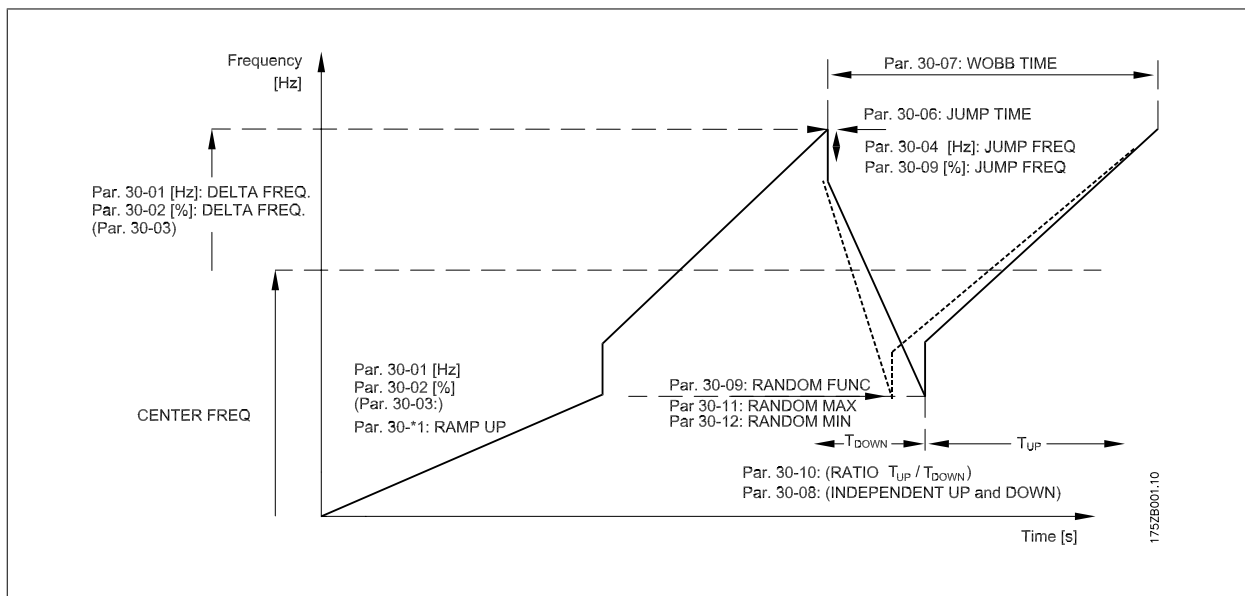 Frequency
[Hz]
Par. 30-07: WOBB TIME
Par. 30-06: JUMP TIME
Par. 30-04 [Hz]: JUMP FREQ
Par. 30-09 [%]: JUMP FREQ
Par. 30-01 [Hz]: DELTA FREQ.
Par. 30-02 [%]: DELTA FREQ.
(Par. 30-03)
Par. 30-01 [Hz]
Par. 30-02 [%]
(Par. 30-03:)
Par. 30-*1: RAMP UP
CENTER FREQ
Par. 30-09: RANDOM FUNC
Par 30-11: RANDOM MAX
Par 30-12: RANDOM MIN
TDOWN
TUP
Par. 30-10: (RATIO TUP / TDOWN)
Par. 30-08: (INDEPENDENT UP and DOWN)
Time [s]
175ZB001.10